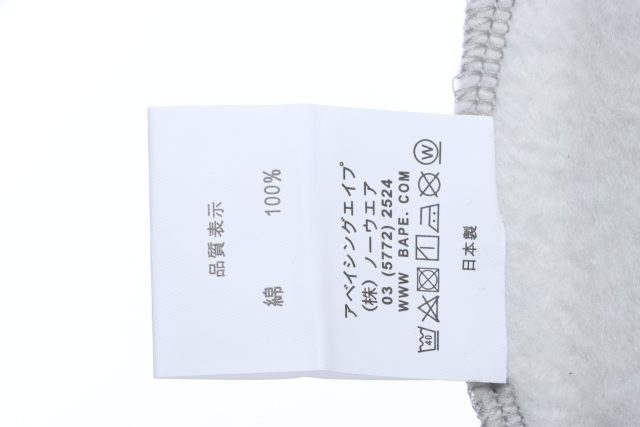 品質表示
綿 100%
アベイシングエイプ
(株)ノーウエア
03 (5772) 2524
WWW BAPE. COM
40 W
日本製